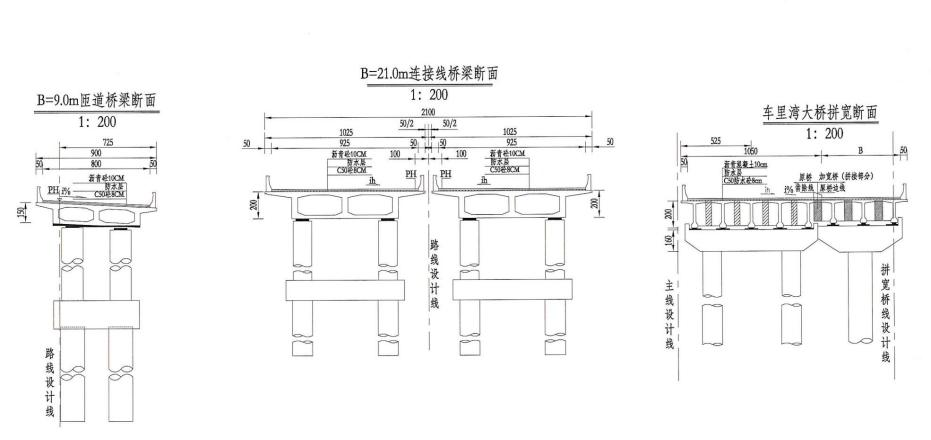 B=9.0m匝道桥梁断面
1：200
725
900
50
800
50
沥青砼10CM
防水层
C50砼8CM
PH
i%
150
路线设计线
B=21.0m连接线桥梁断面
1：200
2100
50/2
50/2
1025
1025
50
925
50
50
925
50
沥青砼10CM
防水层
C50砼8CM
100
100
沥青砼10CM
防水层
C50砼8CM
ih
PH
PH
ih
200
200
路线设计线
车里湾大桥拼宽断面
1：200
525
1050
B
50
50
沥青混凝土10cm
防水层
C50防水砼8cm
原桥
加宽桥（拼接部分）
凿除线
原桥边线
ih
i%
200
160
主线设计线
拼宽桥线设计线